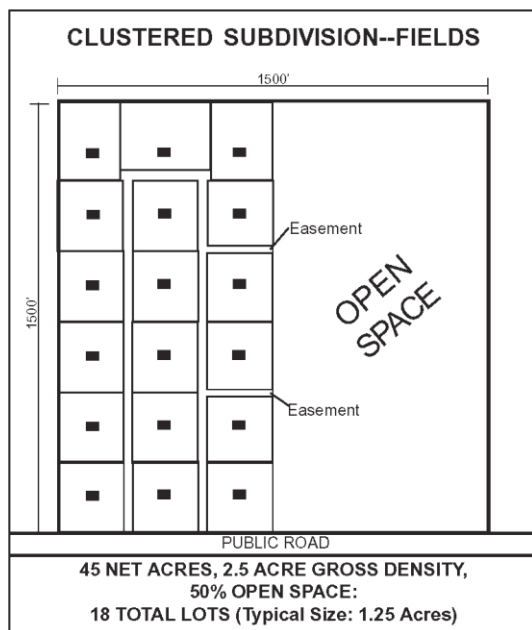 CLUSTERED SUBDIVISION--FIELDS
1500'
1500'
Easement
OPEN
SPACE
Easement
PUBLIC ROAD
45 NET ACRES, 2.5 ACRE GROSS DENSITY,
50% OPEN SPACE:
18 TOTAL LOTS (Typical Size: 1.25 Acres)